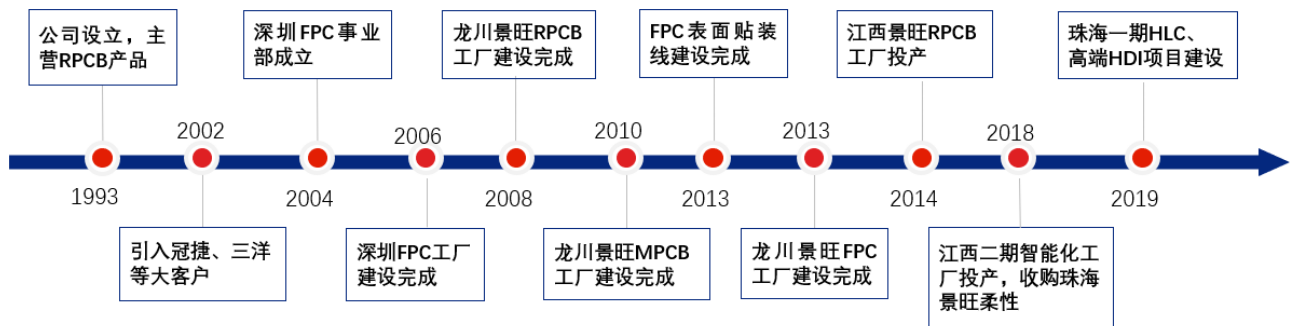 公司设立，主
营RPCB产品
深圳FPC事业
部成立
龙川景旺RPCB
工厂建设完成
FPC表面贴装
线建设完成
江西景旺RPCB
工厂投产
珠海一期HLC、
高端HDI项目建设
2002
2006
2010
2013
2018
1993
2004
2008
2013
2014
2019
引入冠捷、三洋
等大客户
深圳FPC工厂
建设完成
龙川景旺MPCB
工厂建设完成
龙川景旺FPC
工厂建设完成
江西二期智能化工
厂投产，收购珠海
景旺柔性